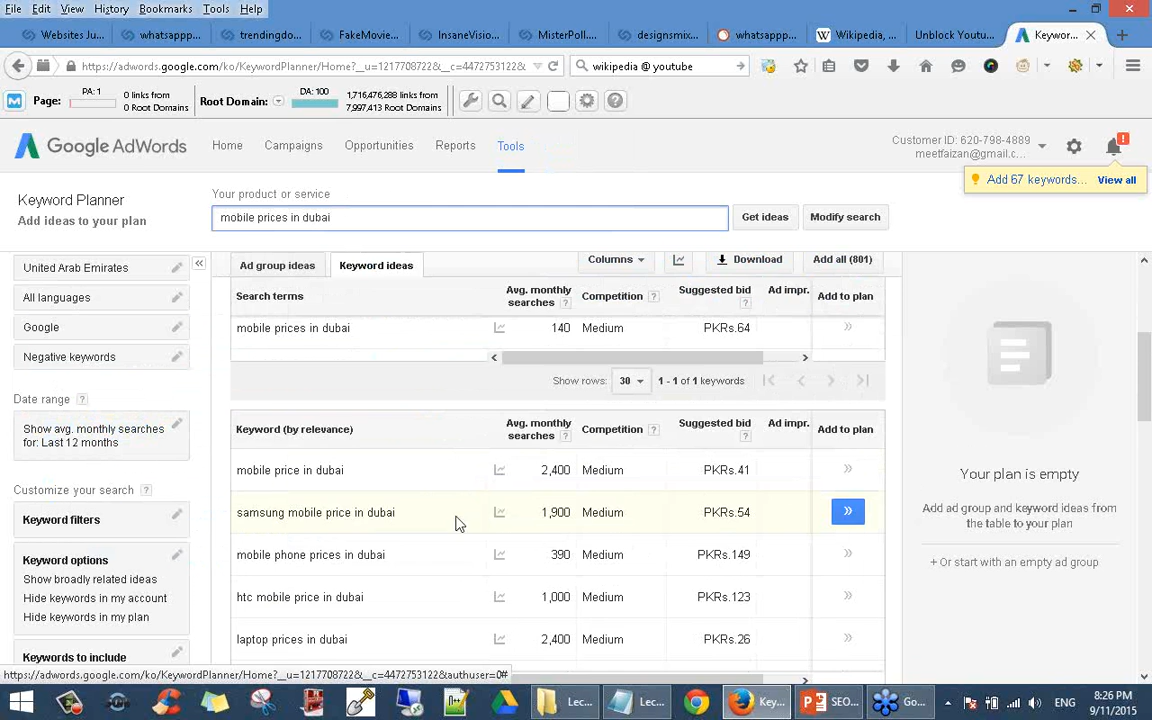 File Edit View History Bookmarks Tools Help
Websites Ju...
whatsapppp...
trendingdo...
FakeMovie...
InsaneVisio...
MisterPoll....
designsmix...
whatsapppp...
Wikipedia, ...
Unblock Youtu...
Keywor...
https://adwords.google.com/ko/KeywordPlanner/Home?__u=1217708722&__c=4472753122&
wikipedia @ youtube
Page:
PA: 1
0 links from
0 Root Domains
Root Domain:
DA: 100
1,716,476,288 links from
7,997,413 Root Domains
Google AdWords
Home
Campaigns
Opportunities
Reports
Tools
Customer ID: 620-798-4889
meetfaizan@gmail.c...
Add 67 keywords...
View all
Keyword Planner
Add ideas to your plan
Your product or service
mobile prices in dubai
Get ideas
Modify search
United Arab Emirates
All languages
Google
Negative keywords
Date range ?
Show avg. monthly searches
for: Last 12 months
Customize your search ?
Keyword filters
Keyword options
Show broadly related ideas
Hide keywords in my account
Hide keywords in my plan
Keywords to include
Ad group ideas
Keyword ideas
Columns
Download
Add all (801)
Search terms
Avg. monthly
searches ?
Competition ?
Suggested bid
?
Ad impr.
Add to plan
mobile prices in dubai 140 Medium PKRs.64
Show rows: 30 1 - 1 of 1 keywords
Keyword (by relevance)
Avg. monthly
searches ?
Competition ?
Suggested bid
?
Ad impr.
Add to plan
mobile price in dubai 2,400 Medium PKRs.41
samsung mobile price in dubai 1,900 Medium PKRs.54
mobile phone prices in dubai 390 Medium PKRs.149
htc mobile price in dubai 1,000 Medium PKRs.123
laptop prices in dubai 2,400 Medium PKRs.26
Your plan is empty
Add ad group and keyword ideas from
the table to your plan
+ Or start with an empty ad group
https://adwords.google.com/ko/KeywordPlanner/Home?__u=1217708722&__c=4472753122&authuser=0#
Lec...
Lec...
Key...
SEO...
Go...
ENG
8:26 PM
9/11/2015